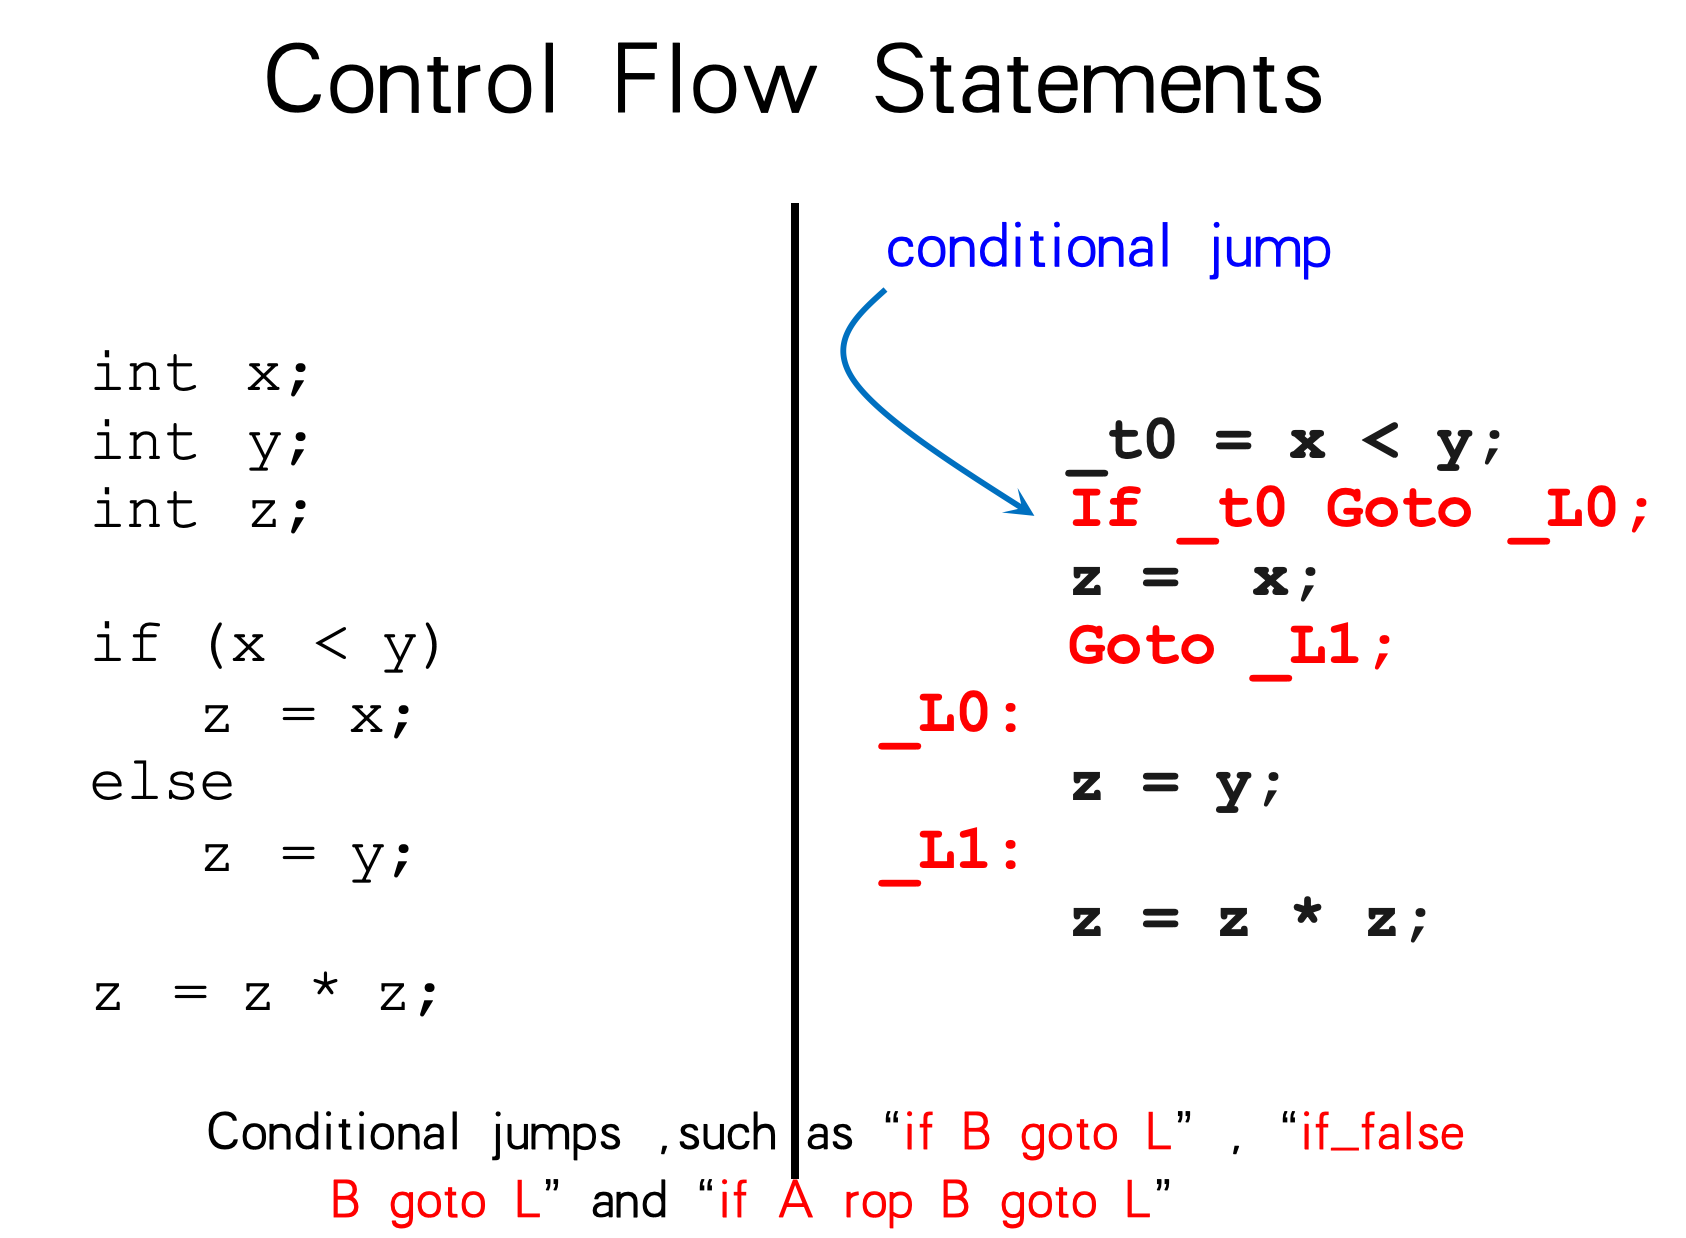 Control Flow Statements
int x;
int y;
int z;
if (x < y)
z = x;
else
z = y;
z = z * z;
conditional jump
_t0 = x < y;
If _t0 Goto _L0;
z = x;
Goto _L1;
_L0:
z = y;
_L1:
z = z * z;
Conditional jumps ,such as “if B goto L” , “if_false
B goto L” and “if A rop B goto L”